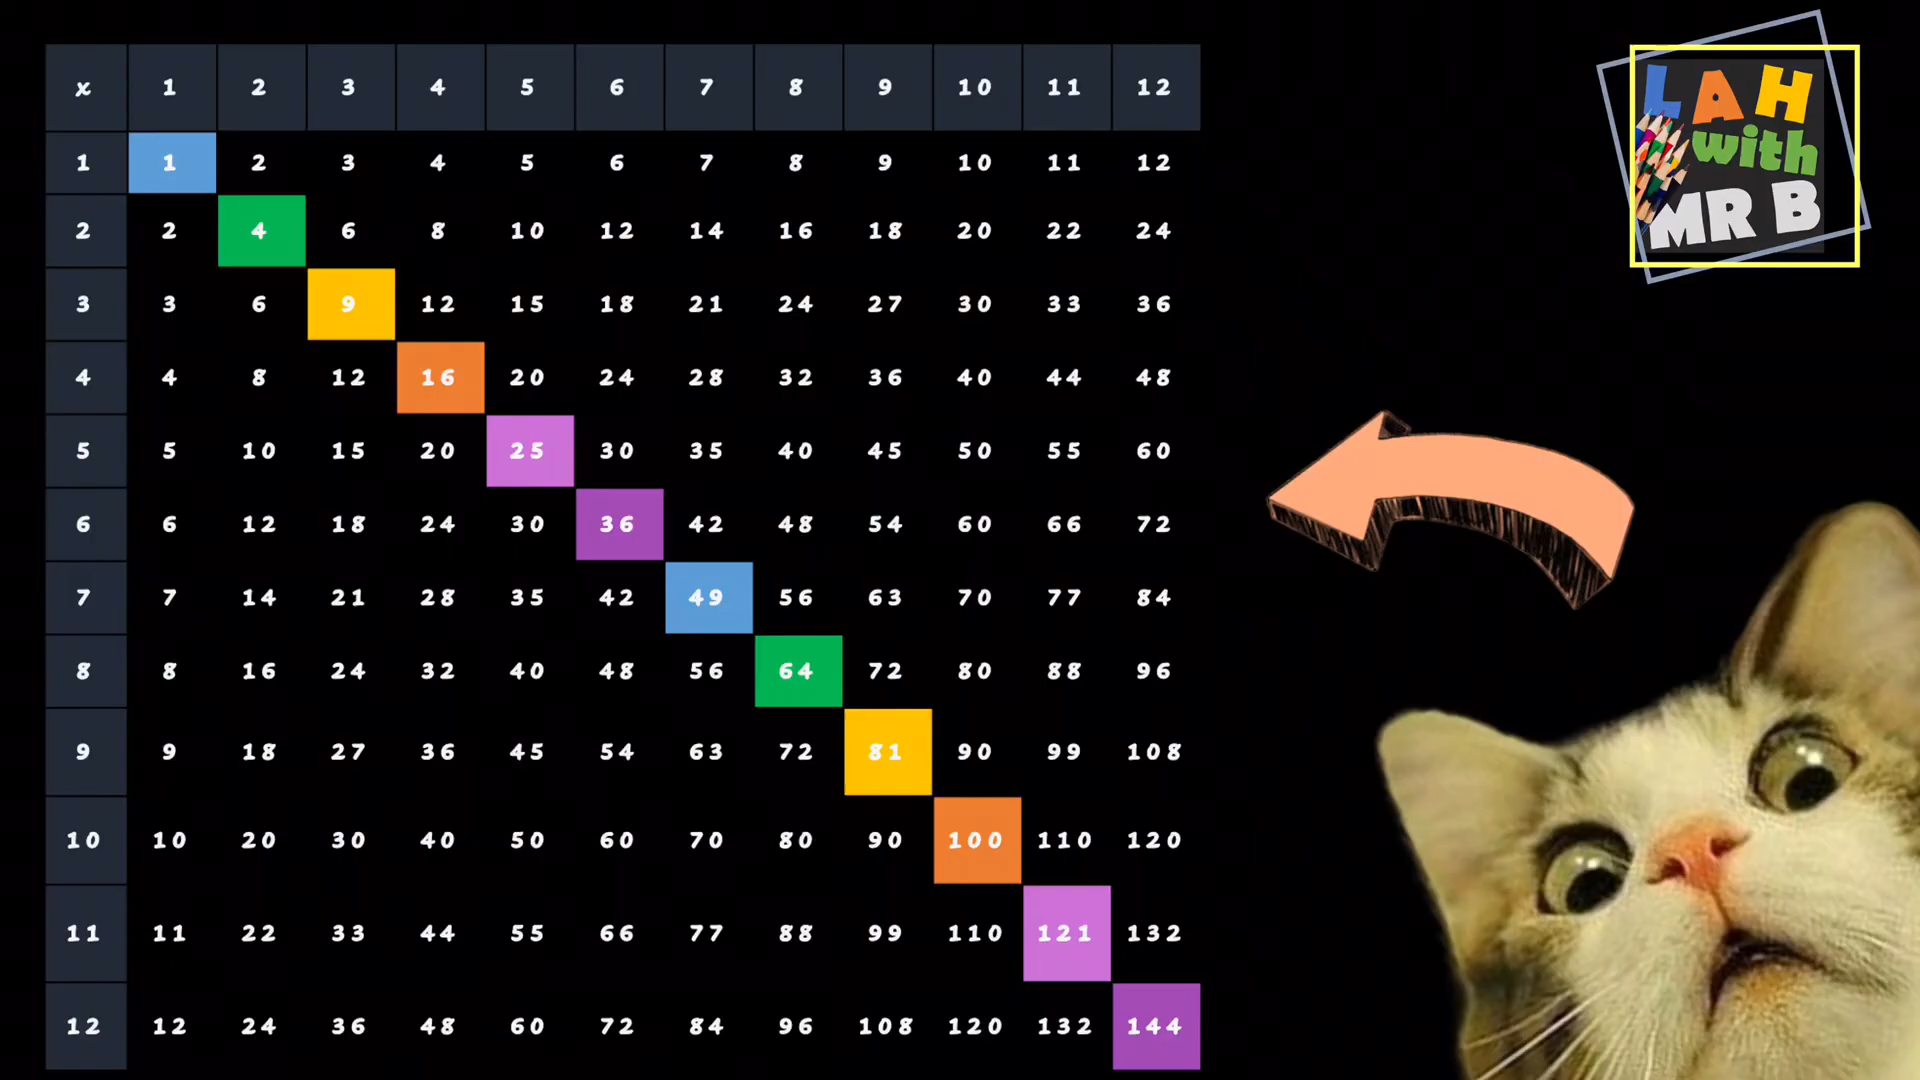 x 1 2 3 4 5 6 7 8 9 10 11 12
1 1 2 3 4 5 6 7 8 9 10 11 12
2 2 4 6 8 10 12 14 16 18 20 22 24
3 3 6 9 12 15 18 21 24 27 30 33 36
4 4 8 12 16 20 24 28 32 36 40 44 48
5 5 10 15 20 25 30 35 40 45 50 55 60
6 6 12 18 24 30 36 42 48 54 60 66 72
7 7 14 21 28 35 42 49 56 63 70 77 84
8 8 16 24 32 40 48 56 64 72 80 88 96
9 9 18 27 36 45 54 63 72 81 90 99 108
10 10 20 30 40 50 60 70 80 90 100 110 120
11 11 22 33 44 55 66 77 88 99 110 121 132
12 12 24 36 48 60 72 84 96 108 120 132 144
LAH
with
MR B